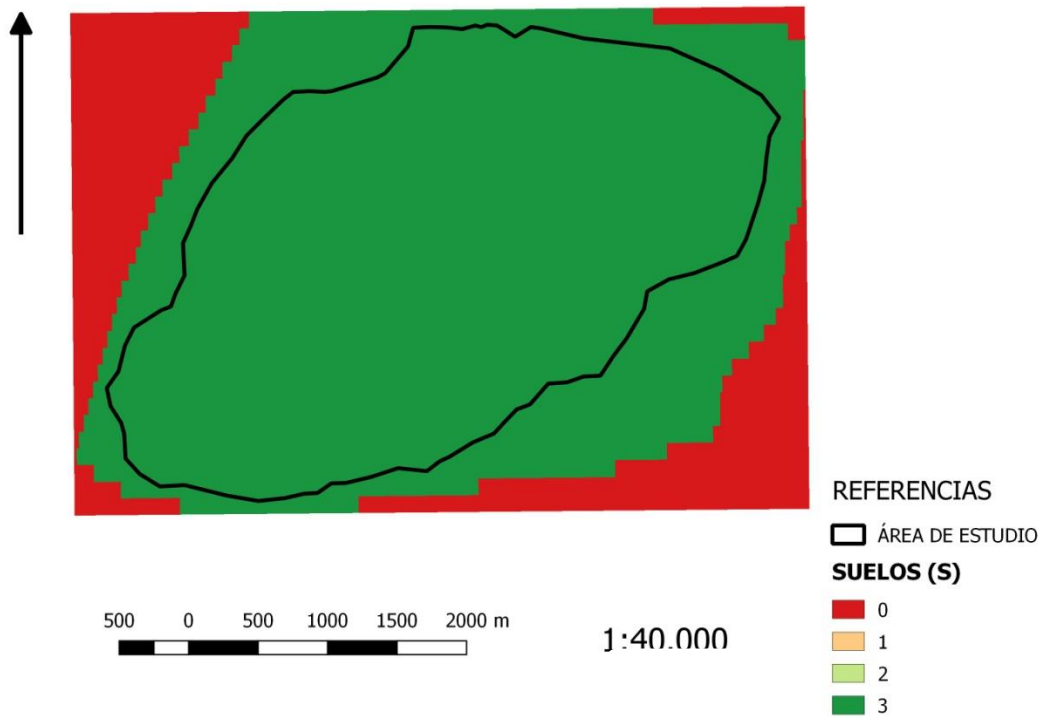 REFERENCIAS
ÁREA DE ESTUDIO
SUELOS (S)
0
1
2
3
500 0 500 1000 1500 2000 m
1:40.000